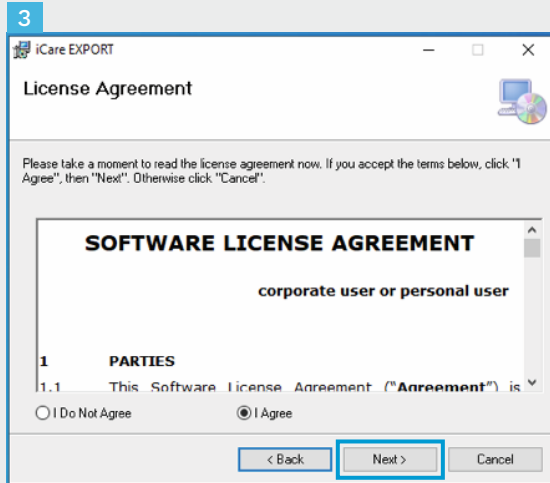 3
iCare EXPORT
License Agreement
Please take a moment to read the license agreement now. If you accept the terms below, click "I
Agree", then "Next". Otherwise click "Cancel".
SOFTWARE LICENSE AGREEMENT
corporate user or personal user
1 PARTIES
1.1 This Software License Agreement ("Agreement") is
I Do Not Agree I Agree
< Back Next > Cancel